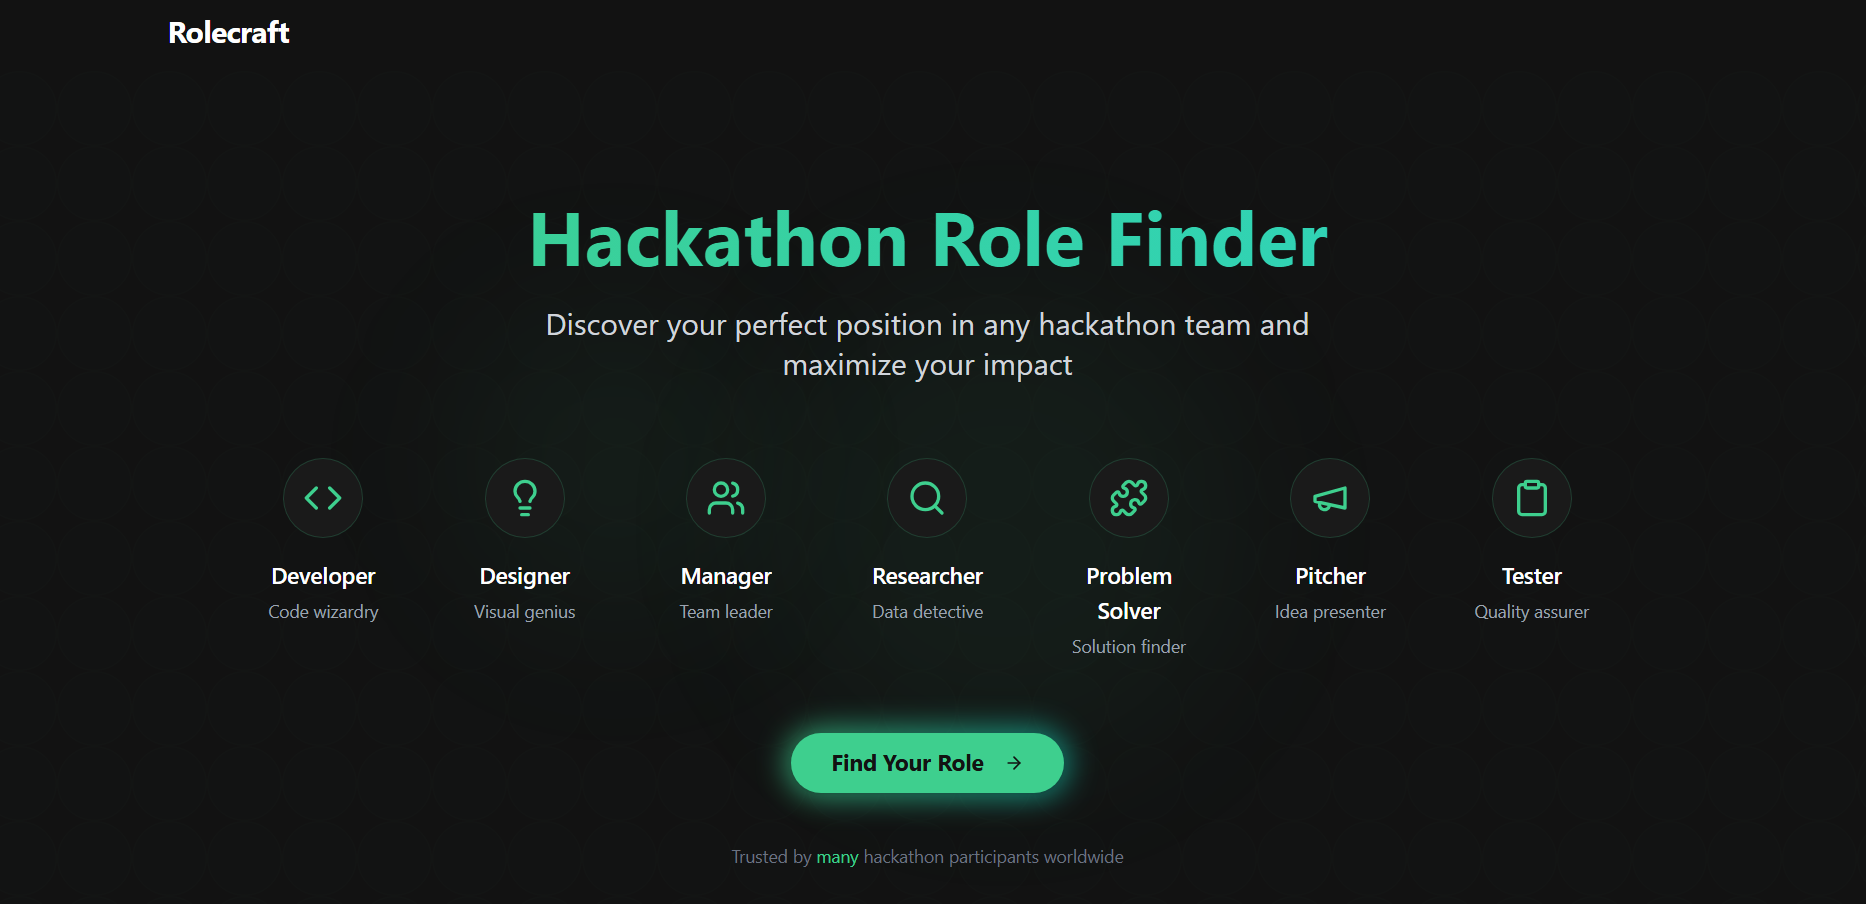 Rolecraft
Hackathon Role Finder
Discover your perfect position in any hackathon team and
maximize your impact
Developer
Code wizardry
Designer
Visual genius
Manager
Team leader
Researcher
Data detective
Problem
Solver
Solution finder
Pitcher
Idea presenter
Tester
Quality assurer
Find Your Role →
Trusted by many hackathon participants worldwide